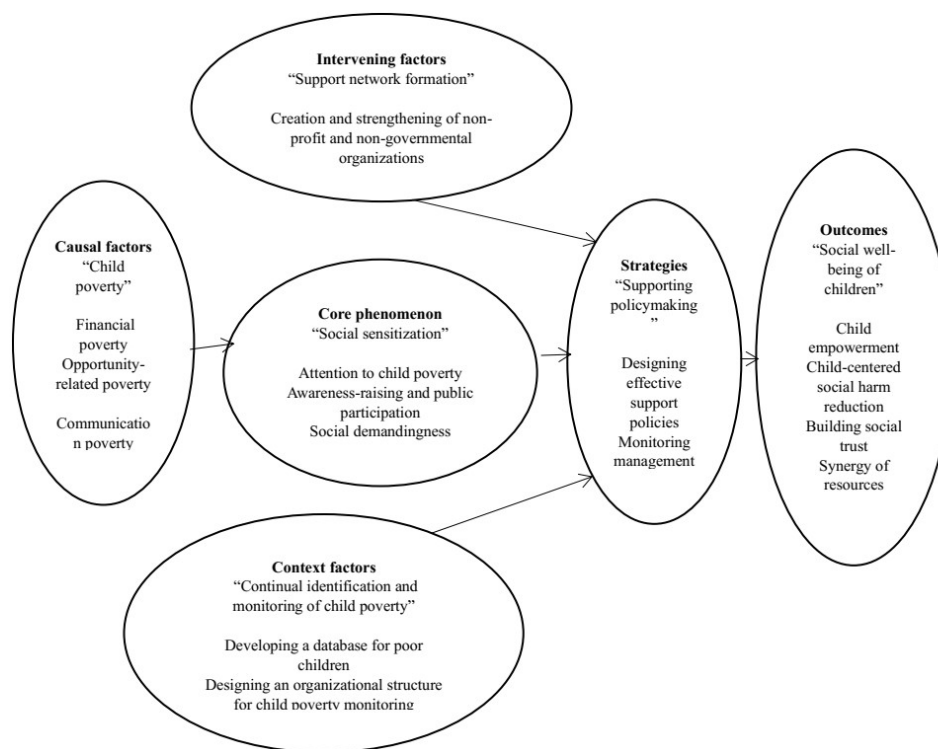 Intervening factors
“Support network formation”
Creation and strengthening of non-
profit and non-governmental
organizations
Causal factors
“Child
poverty”
Financial
poverty
Opportunity-
related poverty
Communicatio
n poverty
Core phenomenon
“Social sensitization”
Attention to child poverty
Awareness-raising and public
participation
Social demandingness
Strategies
“Supporting
policymaking
”
Designing
effective
support
policies
Monitoring
management
Outcomes
“Social well-
being of
children”
Child
empowerment
Child-centered
social harm
reduction
Building social
trust
Synergy of
resources
Context factors
“Continual identification and
monitoring of child poverty”
Developing a database for poor
children
Designing an organizational structure
for child poverty monitoring